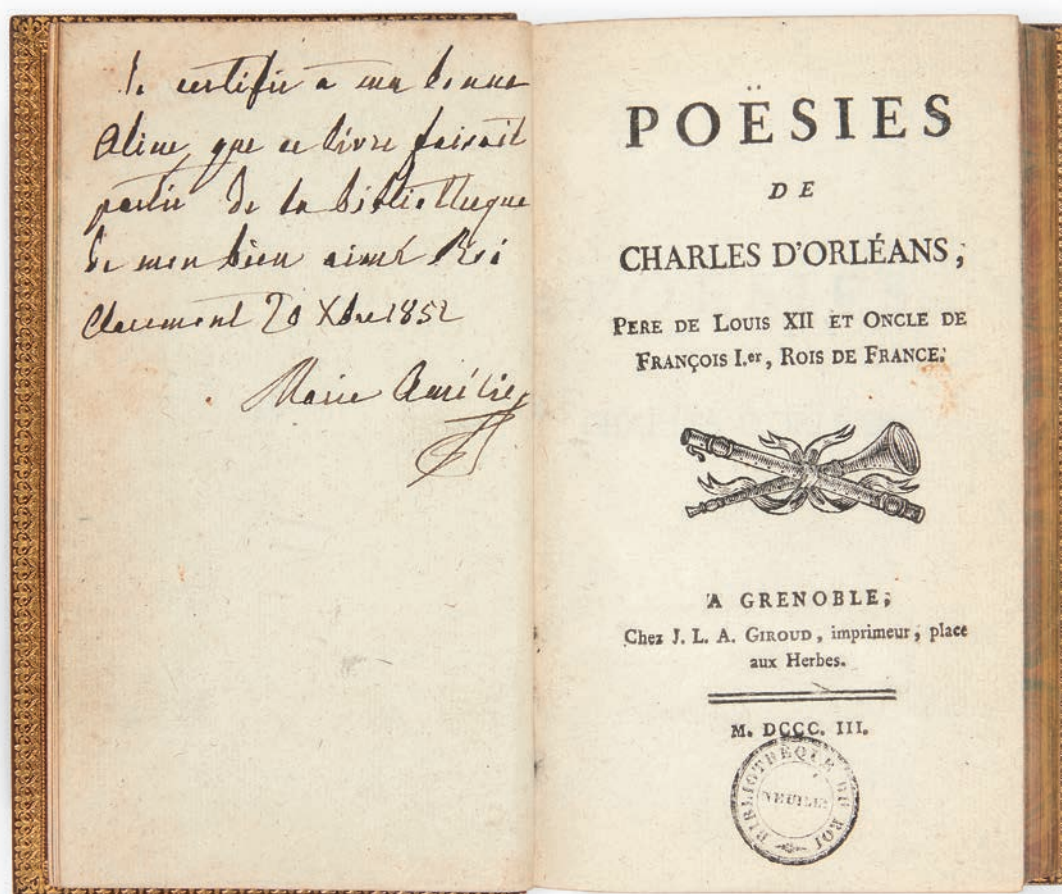 Je certifie a ma bonne
Aline, que ce livre faisait
partie de la bibliotheque
de mon bien aimé Roi
Claremont 20 Xbre 1852
Marie Amélie
POËSIES
DE
CHARLES D'ORLÉANS,
PERE DE LOUIS XII ET ONCLE DE
FRANÇOIS I.er, ROIS DE FRANCE.
A GRENOBLE,
Chez J. L. A. GIROUD, imprimeur, place
aux Herbes.
M. DCCC. III.
BIBLIOTHÈQUE DU ROI
NEUILLY